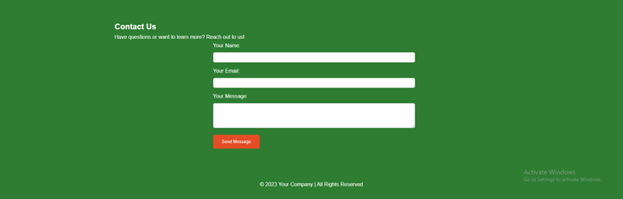 Contact Us
Have questions or want to learn more? Reach out to us!
Your Name:
Your Email:
Your Message:
Send Message
Activate Windows
Go to Settings to activate Windows.
© 2023 Your Company | All Rights Reserved